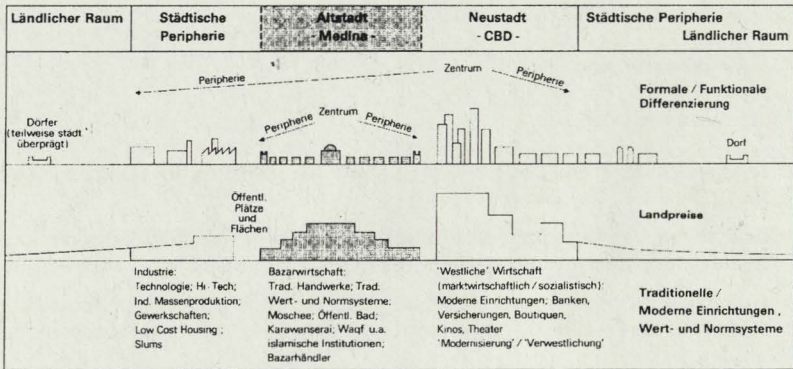 Ländlicher Raum
Städtische
Peripherie
Altstadt
- Medina -
Neustadt
- CBD -
Städtische Peripherie
Ländlicher Raum
Peripherie
Zentrum
Peripherie
Formale / Funktionale
Differenzierung
Dörfer
(teilweise städt.
überprägt)
Peripherie
Zentrum
Peripherie
Dorf
Öffentl.
Plätze
und
Flächen
Landpreise
Industrie:
Technologie; Hi-Tech;
Ind. Massenproduktion;
Gewerkschaften;
Low Cost Housing;
Slums
Bazarwirtschaft:
Trad. Handwerke; Trad.
Wert- und Normsysteme;
Moschee; Öffentl. Bad;
Karawanserai; Waqf u.a.
islamische Institutionen;
Bazarhändler
'Westliche' Wirtschaft
(marktwirtschaftlich / sozialistisch):
Moderne Einrichtungen; Banken,
Versicherungen, Boutiquen,
Kinos, Theater
'Modernisierung' / 'Verwestlichung'
Traditionelle /
Moderne Einrichtungen,
Wert- und Normsysteme